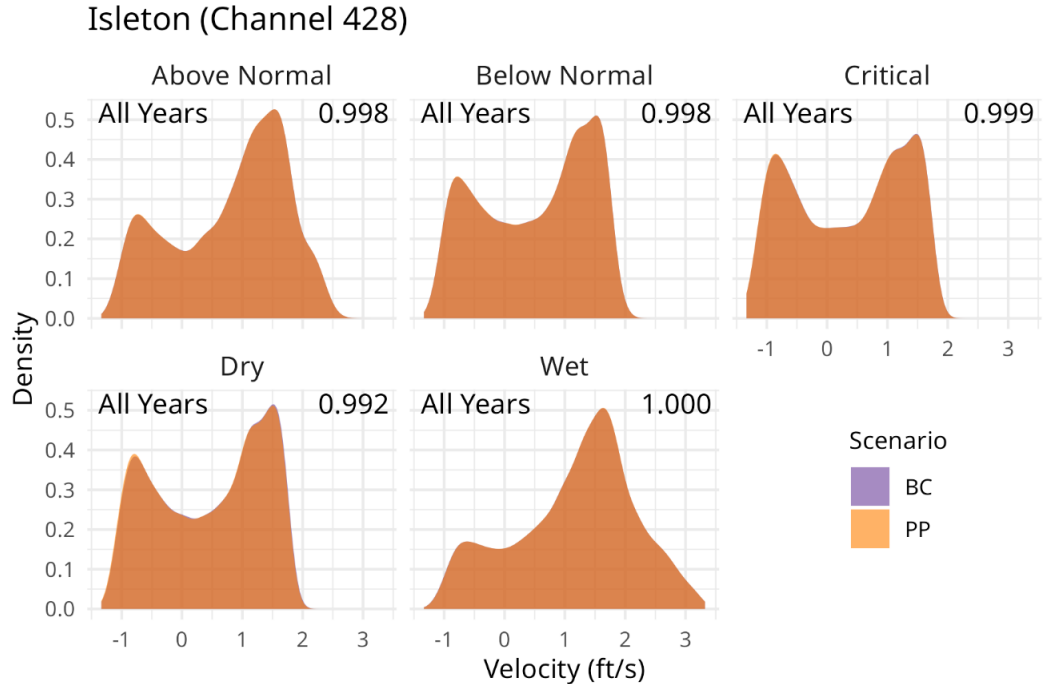 Isleton (Channel 428)
Above Normal
Below Normal
Critical
All Years 0.998
All Years 0.998
All Years 0.999
0.5
0.4
0.3
0.2
0.1
0.0
-1 0 1 2 3
Density
Dry
Wet
All Years 0.992
All Years 1.000
0.5
0.4
0.3
0.2
0.1
0.0
-1 0 1 2 3
-1 0 1 2 3
Velocity (ft/s)
Scenario
BC
PP